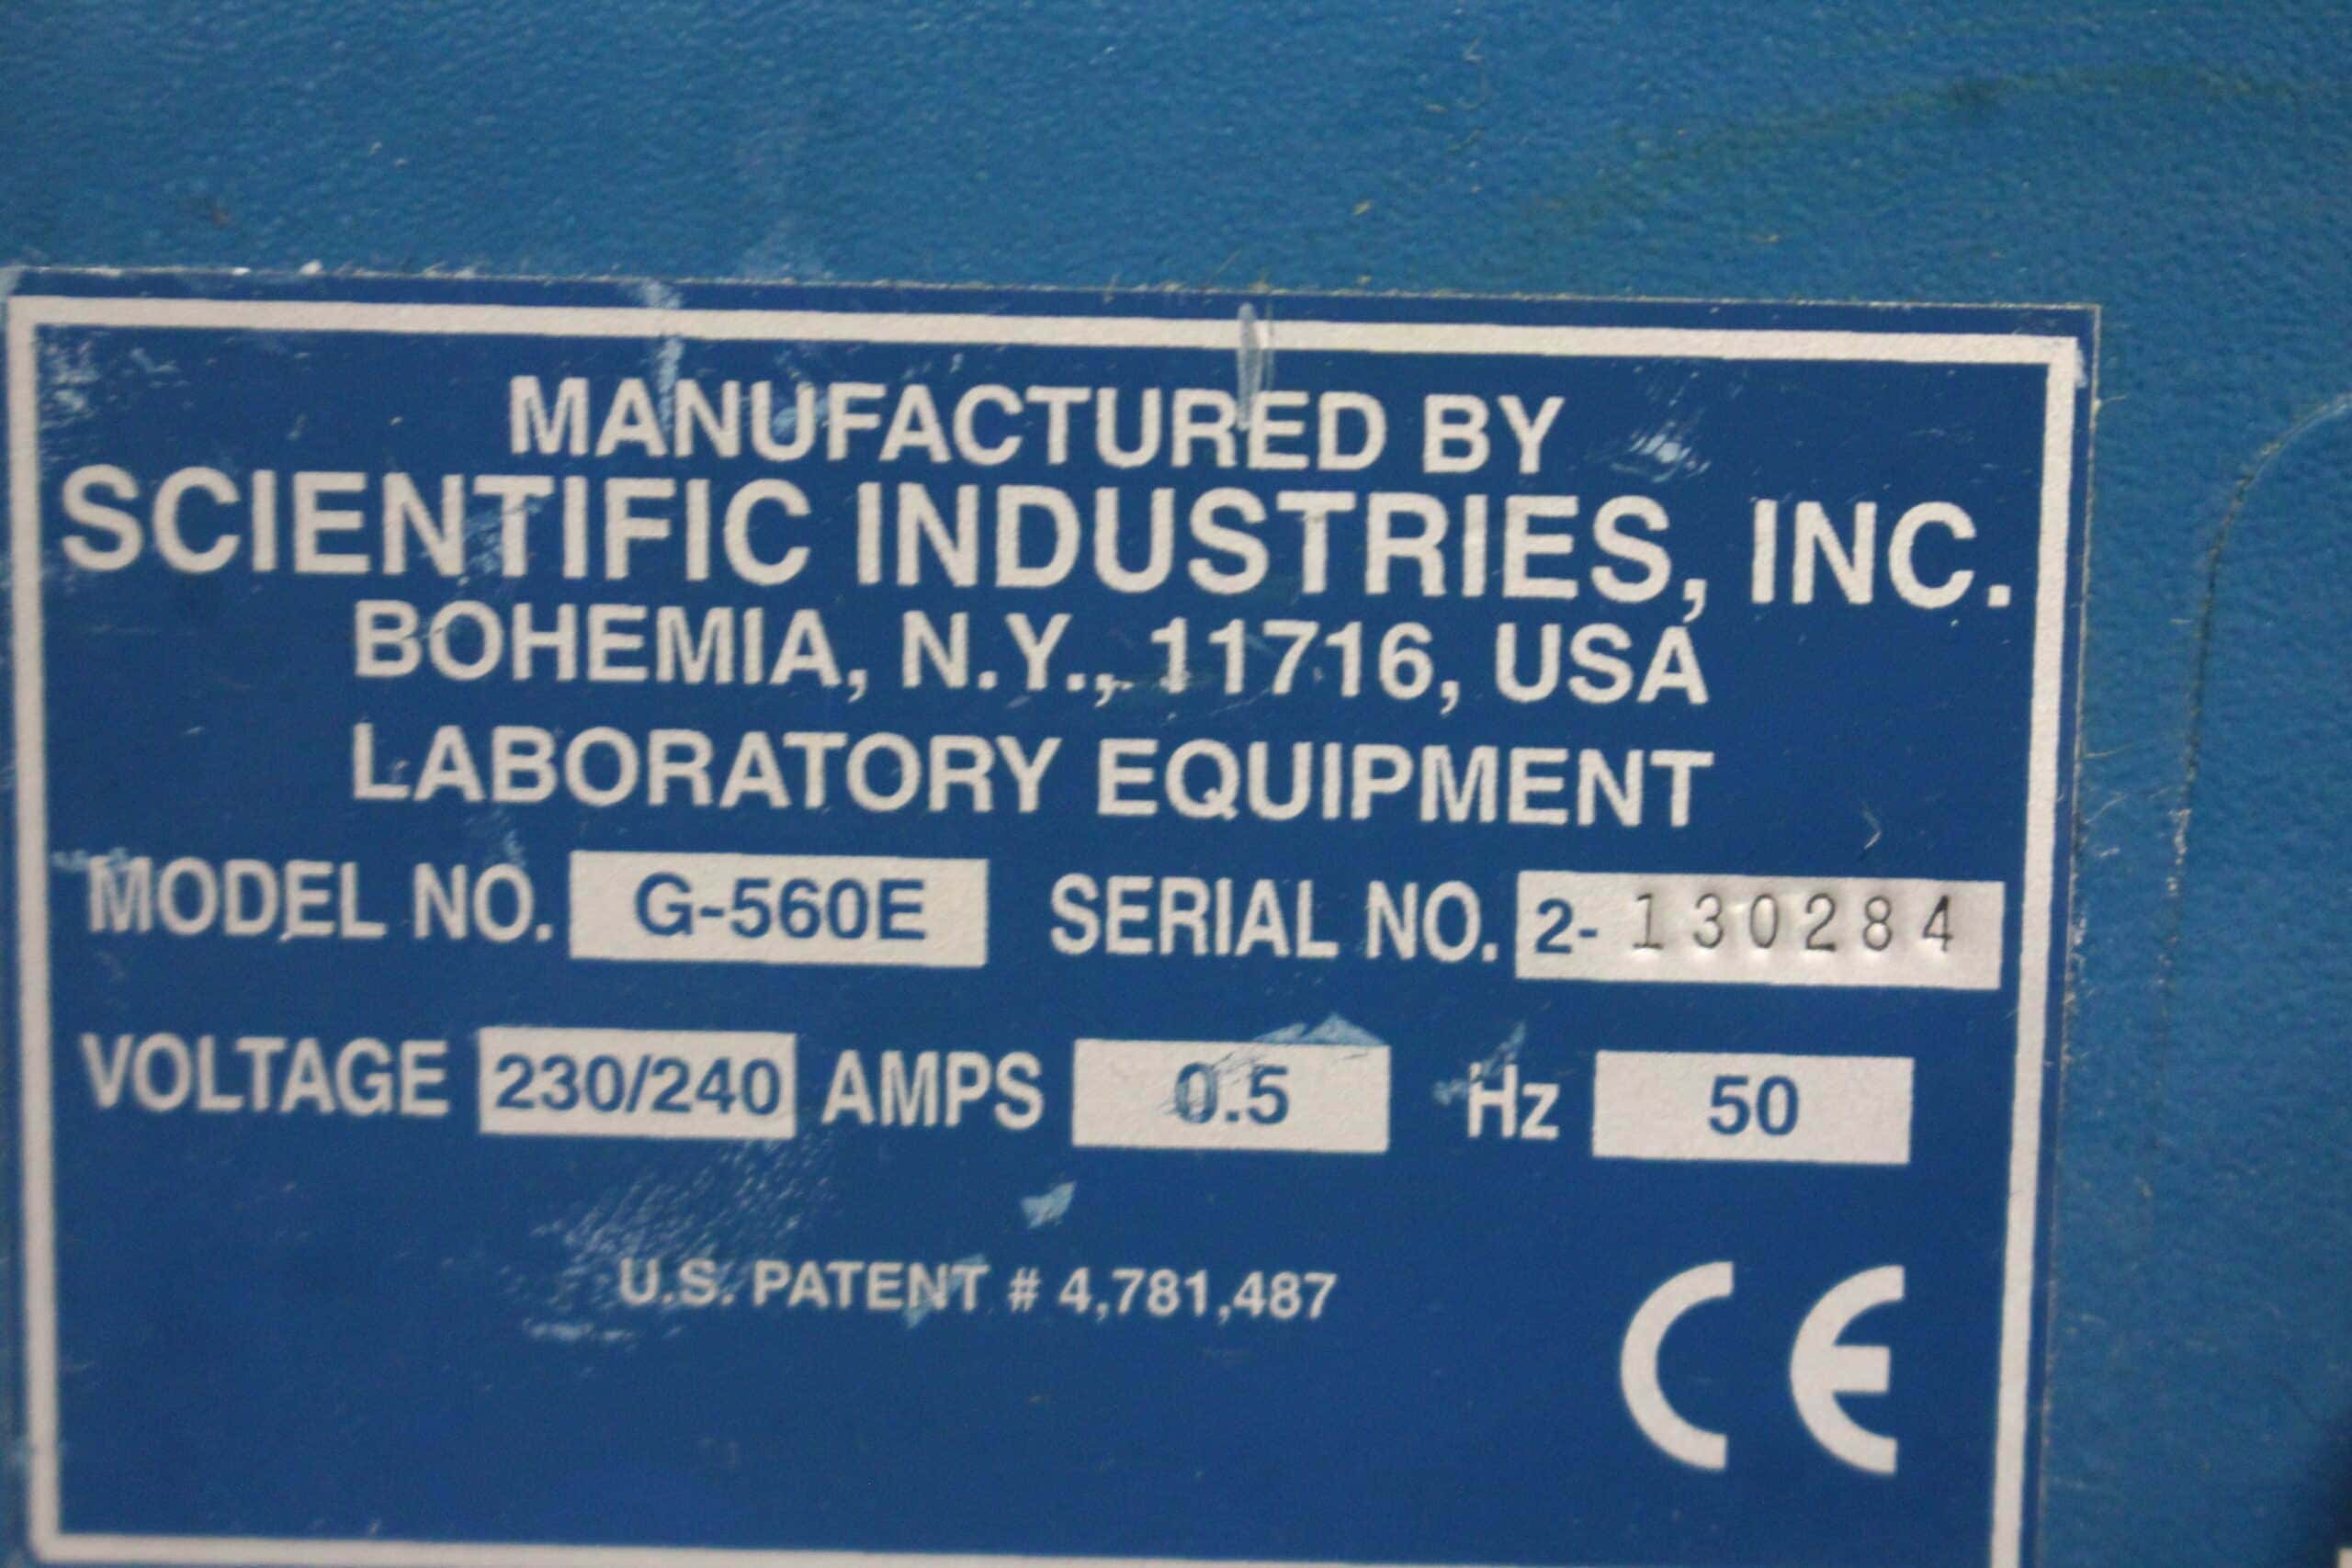 MANUFACTURED BY
SCIENTIFIC INDUSTRIES, INC.
BOHEMIA, N.Y., 11716, USA
LABORATORY EQUIPMENT
MODEL NO. G-560E SERIAL NO. 2-130284
VOLTAGE 230/240 AMPS 0.5 Hz 50
U.S. PATENT # 4,781,487
CE